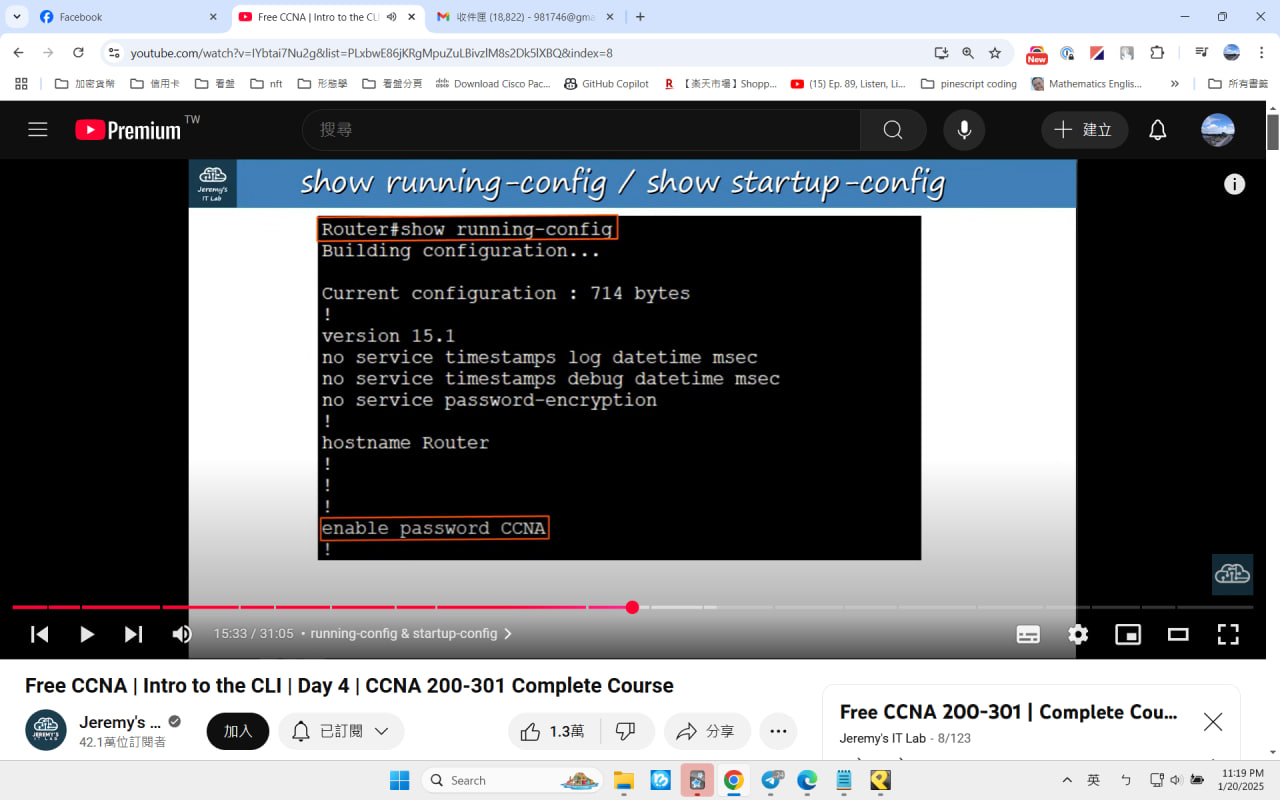 Facebook
Free CCNA | Intro to the CLI
收件匣 (18,822) - 981746@gma
youtube.com/watch?v=IYbtai7Nu2g&list=PLxbwE86jKRgMpuZuLBivzlM8s2Dk5lXBQ&index=8
New
加密貨幣
信用卡
看盤
nft
形態學
看盤分頁
Download Cisco Pac...
GitHub Copilot
【楽天市場】Shopp...
(15) Ep. 89, Listen, Li...
pinescript coding
Mathematics Englis...
所有書籤
Premium TW
搜尋
建立
Jeremy's
IT Lab
show running-config / show startup-config
Router#show running-config
Building configuration...
Current configuration : 714 bytes
!
version 15.1
no service timestamps log datetime msec
no service timestamps debug datetime msec
no service password-encryption
!
hostname Router
!
!
!
enable password CCNA
!
15:33 / 31:05 • running-config & startup-config
Free CCNA | Intro to the CLI | Day 4 | CCNA 200-301 Complete Course
JEREMY'S
IT LAB
Jeremy's ...
42.1萬位訂閱者
加入
已訂閱
1.3萬
分享
Free CCNA 200-301 | Complete Cou...
Jeremy's IT Lab - 8/123
Search
24
英
ㄅ
11:19 PM
1/20/2025